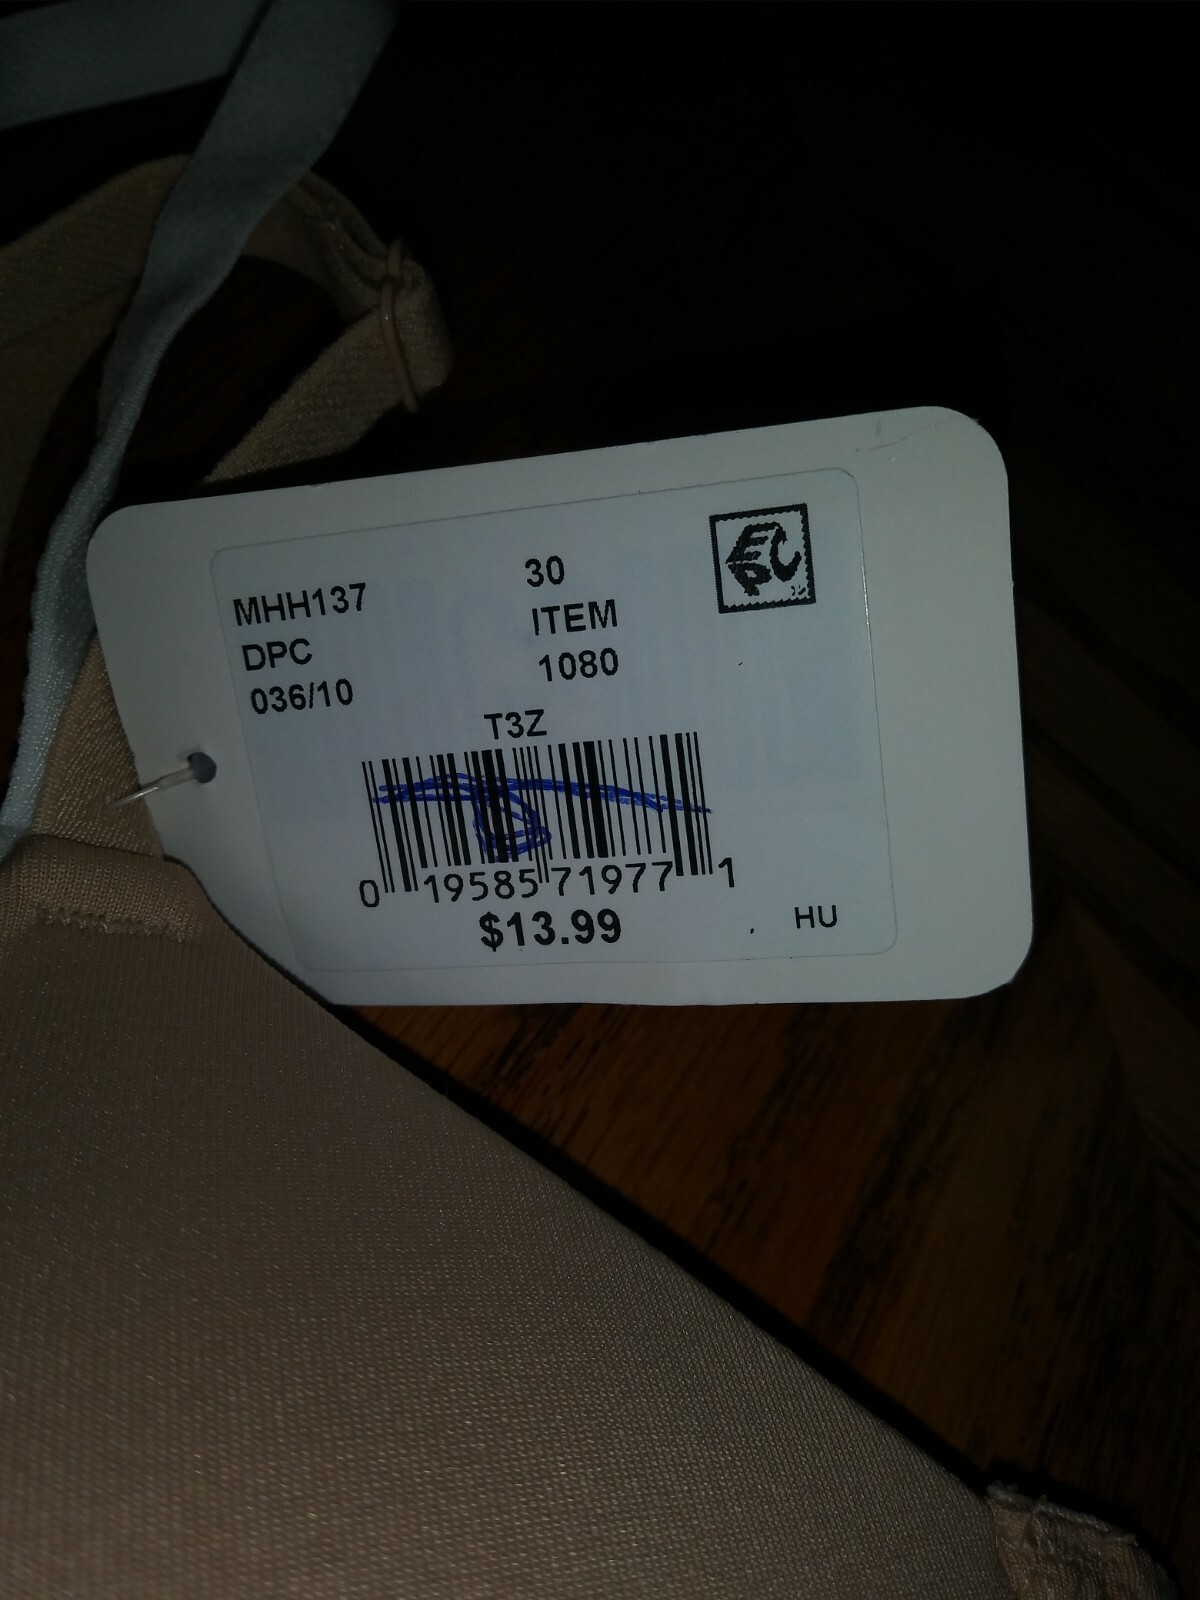 MHH137 30
DPC ITEM
036/10 1080
T3Z
0 19585 71977 1
$13.99
HU